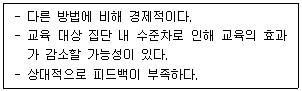 - 다른 방법에 비해 경제적이다.
- 교육 대상 집단 내 수준차로 인해 교육의 효과
가 감소할 가능성이 있다.
- 상대적으로 피드백이 부족하다.